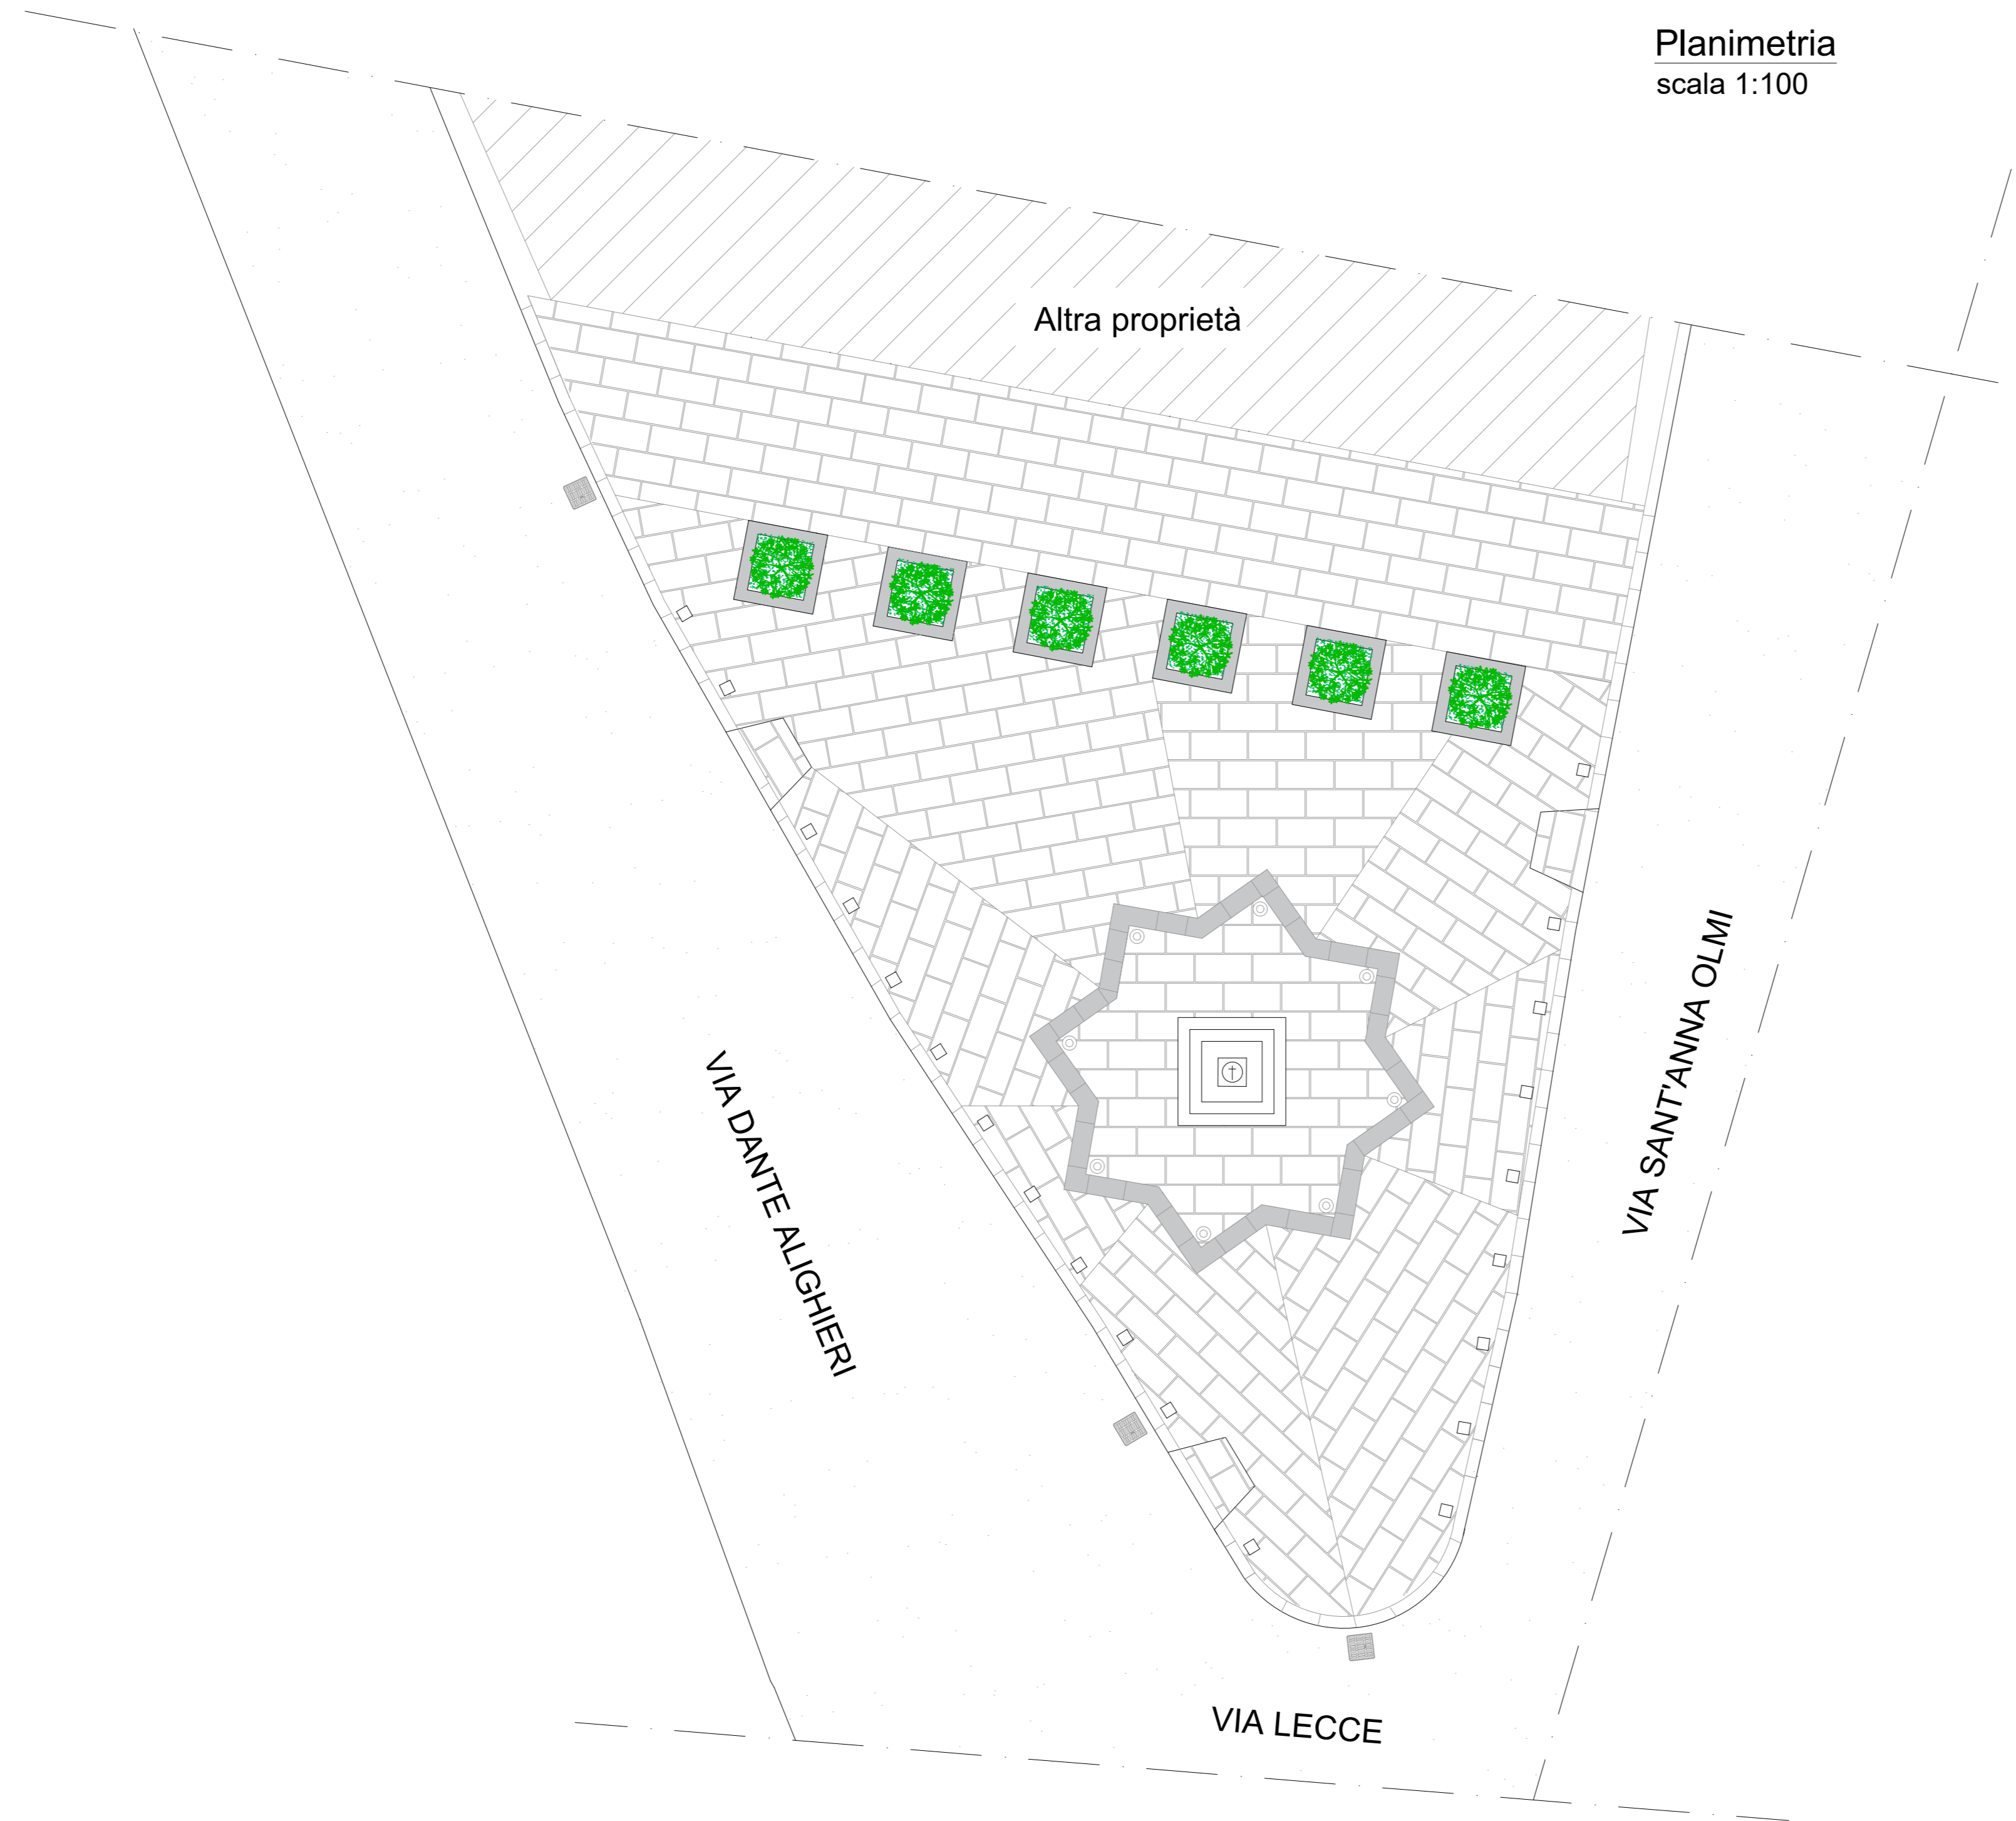 Planimetria
scala 1:100
Altra proprietà
VIA DANTE ALIGHIERI
VIA SANT'ANNA OLMI
VIA LECCE